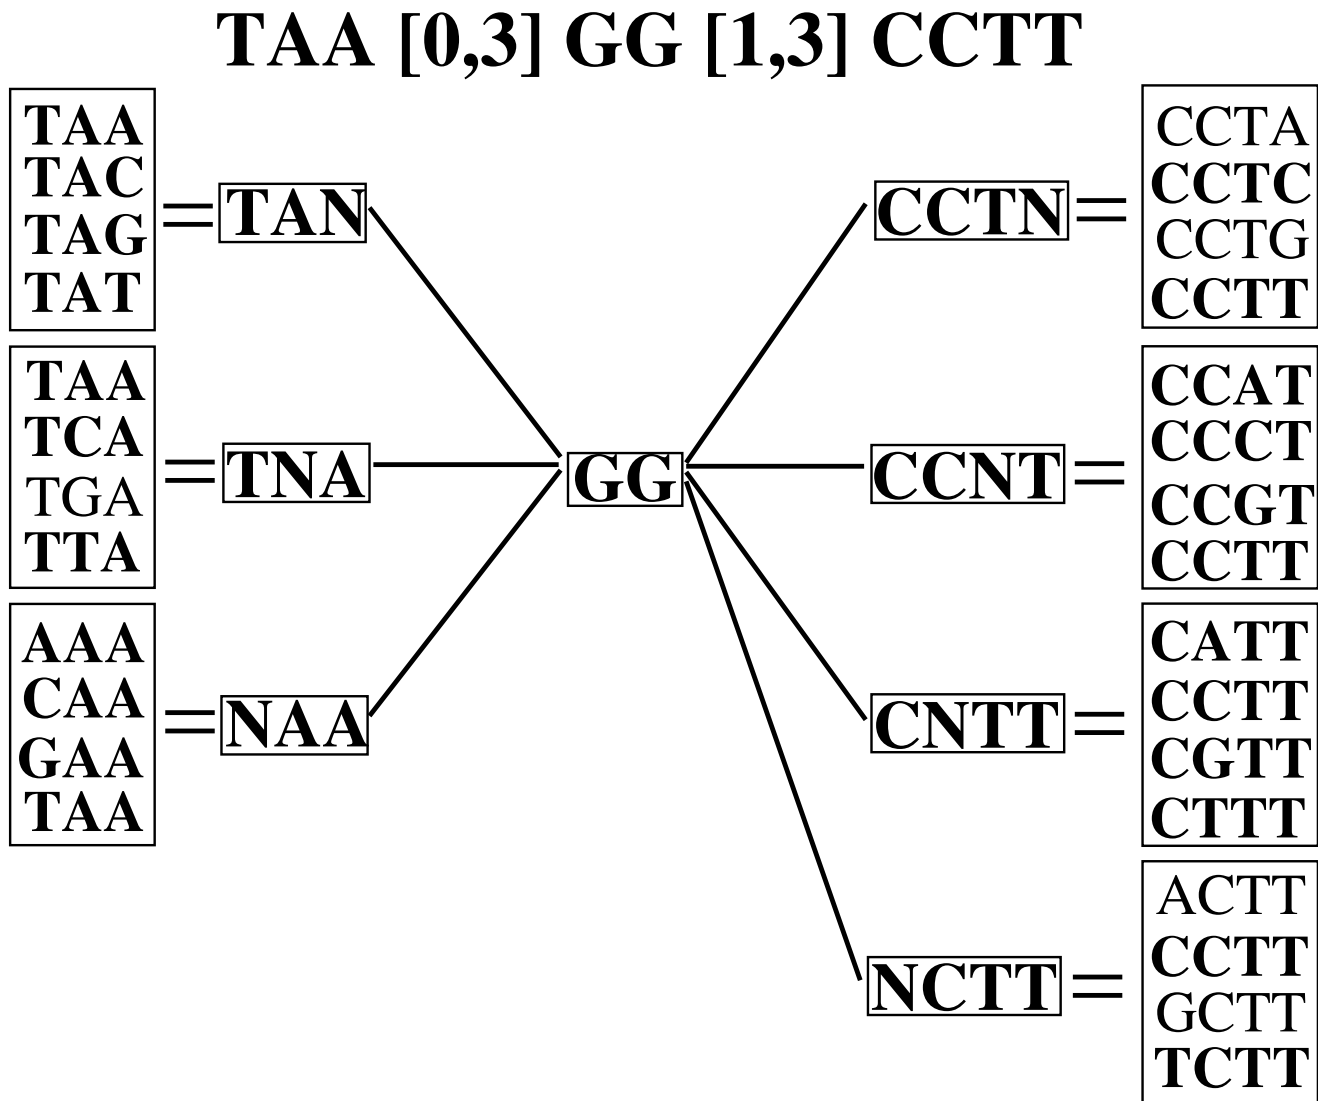 TAA [0,3] GG [1,3] CCTT
TAA
TAC
TAG
TAT
TAN
TAA
TCA
TGA
TTA
TNA
AAA
CAA
GAA
TAA
NAA
GG
CCTN
CCTA
CCTC
CCTG
CCTT
CCNT
CCAT
CCCT
CCGT
CCTT
CNTT
CATT
CCTT
CGTT
CTTT
NCTT
ACTT
CCTT
GCTT
TCTT